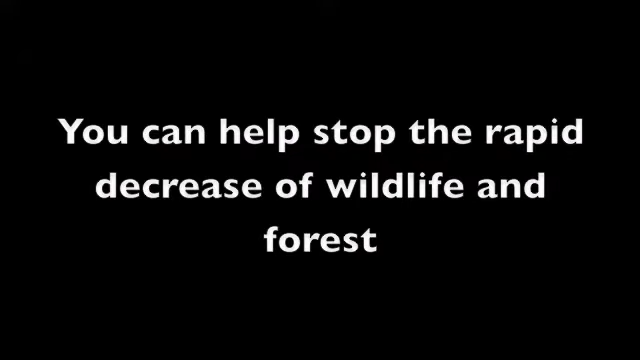 You can help stop the rapid
decrease of wildlife and
forest